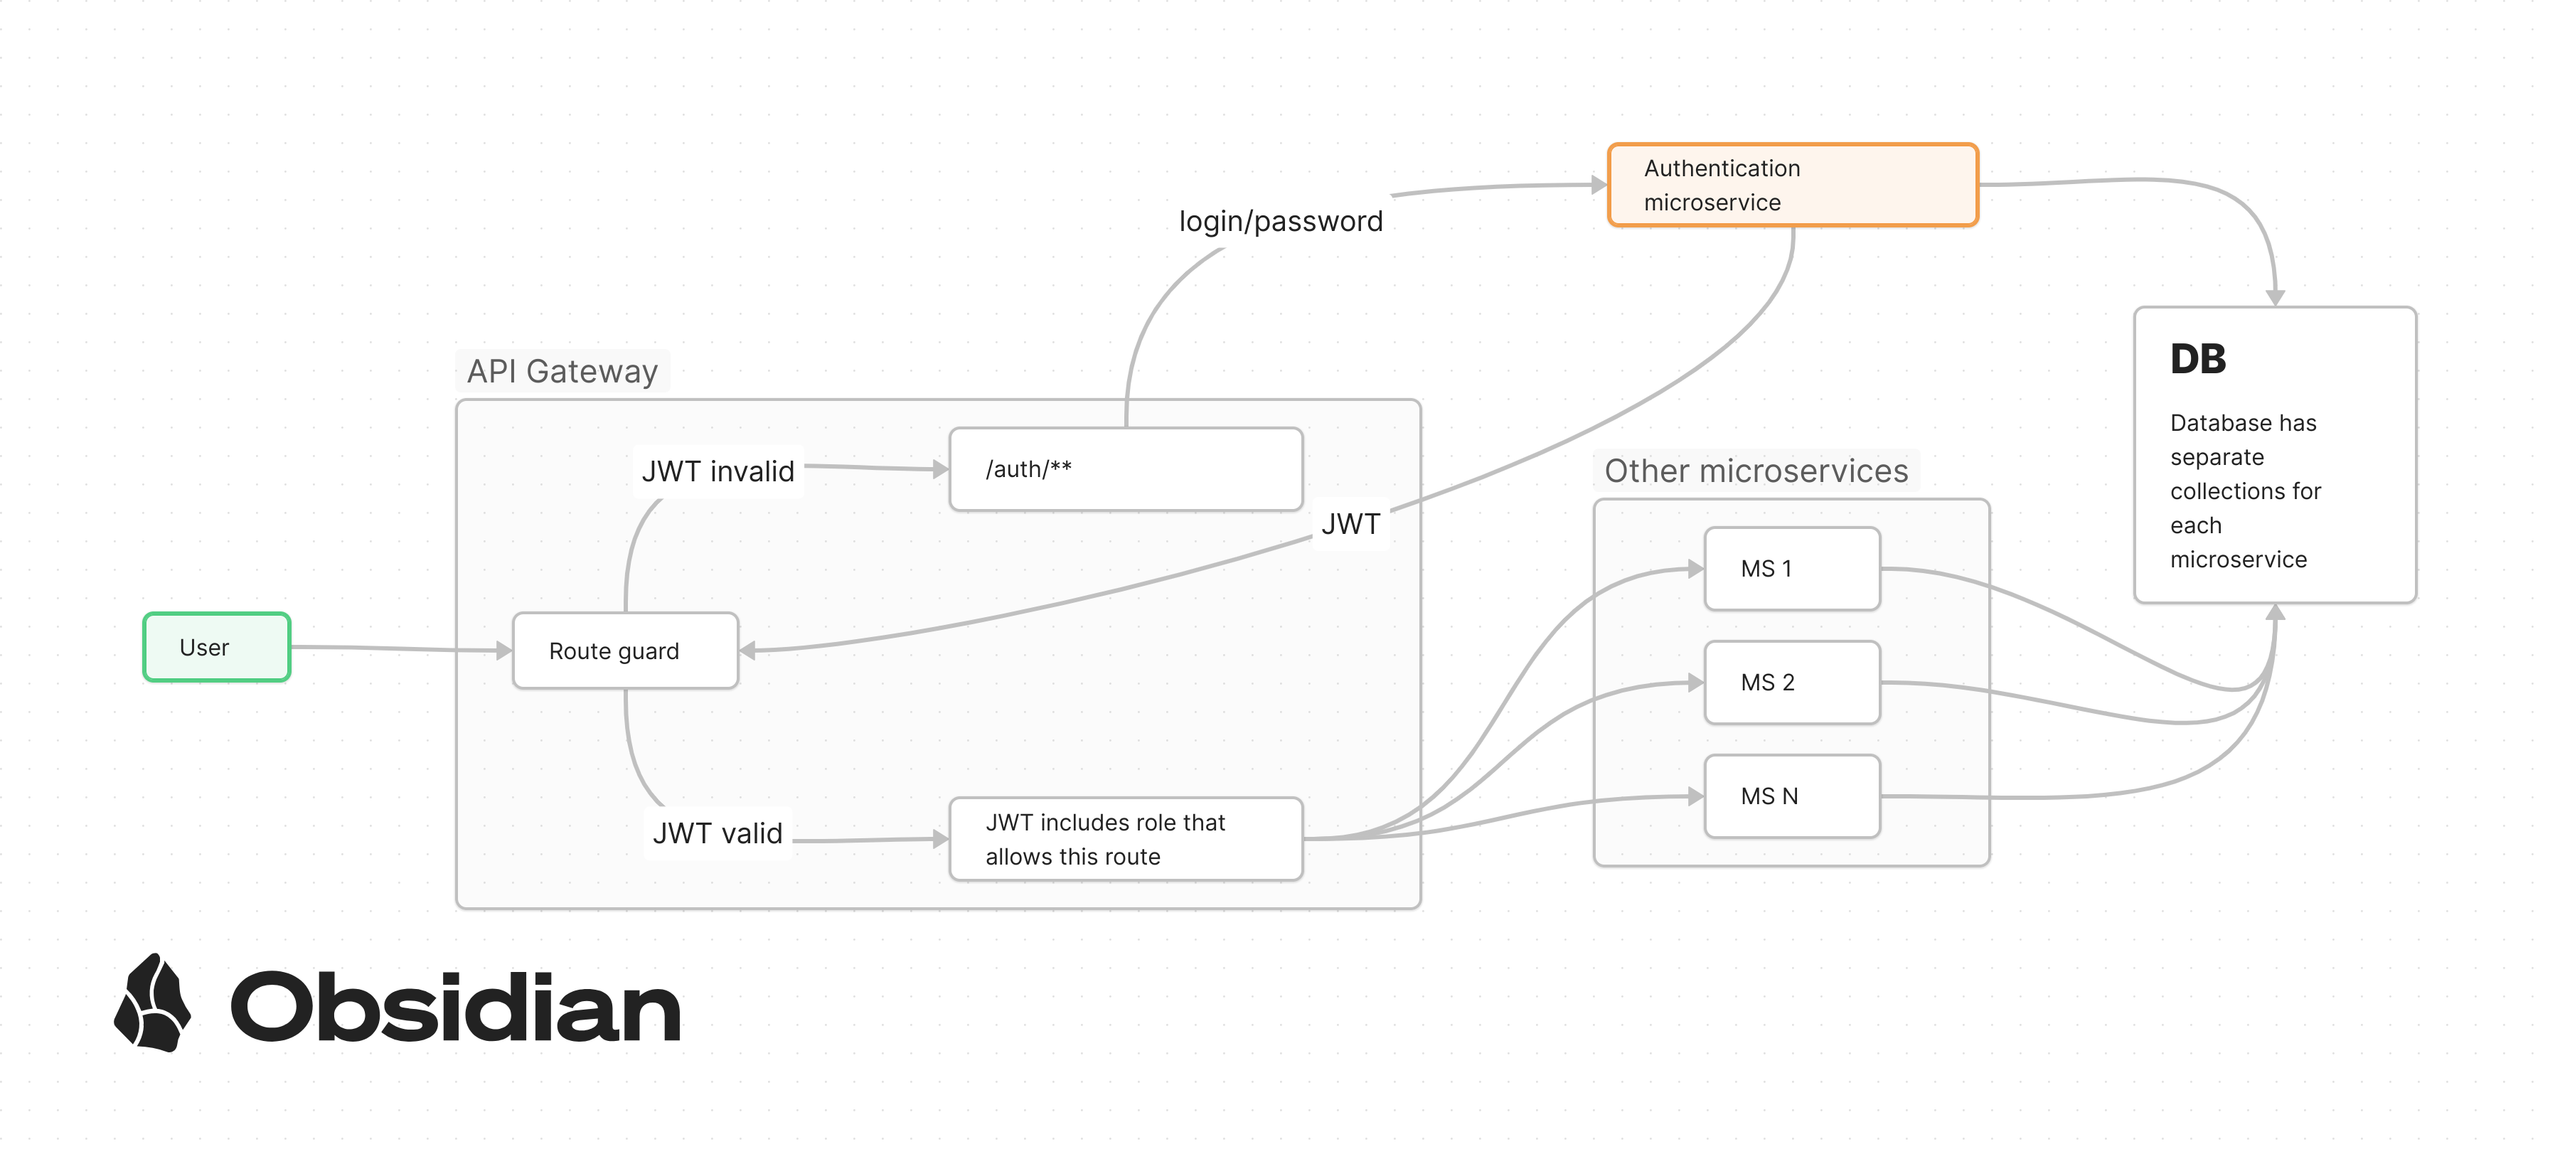 Authentication
microservice
login/password
API Gateway
JWT invalid
/auth/**
JWT
User
Route guard
JWT valid
JWT includes role that
allows this route
Other microservices
MS 1
MS 2
MS N
DB
Database has
separate
collections for
each
microservice
Obsidian